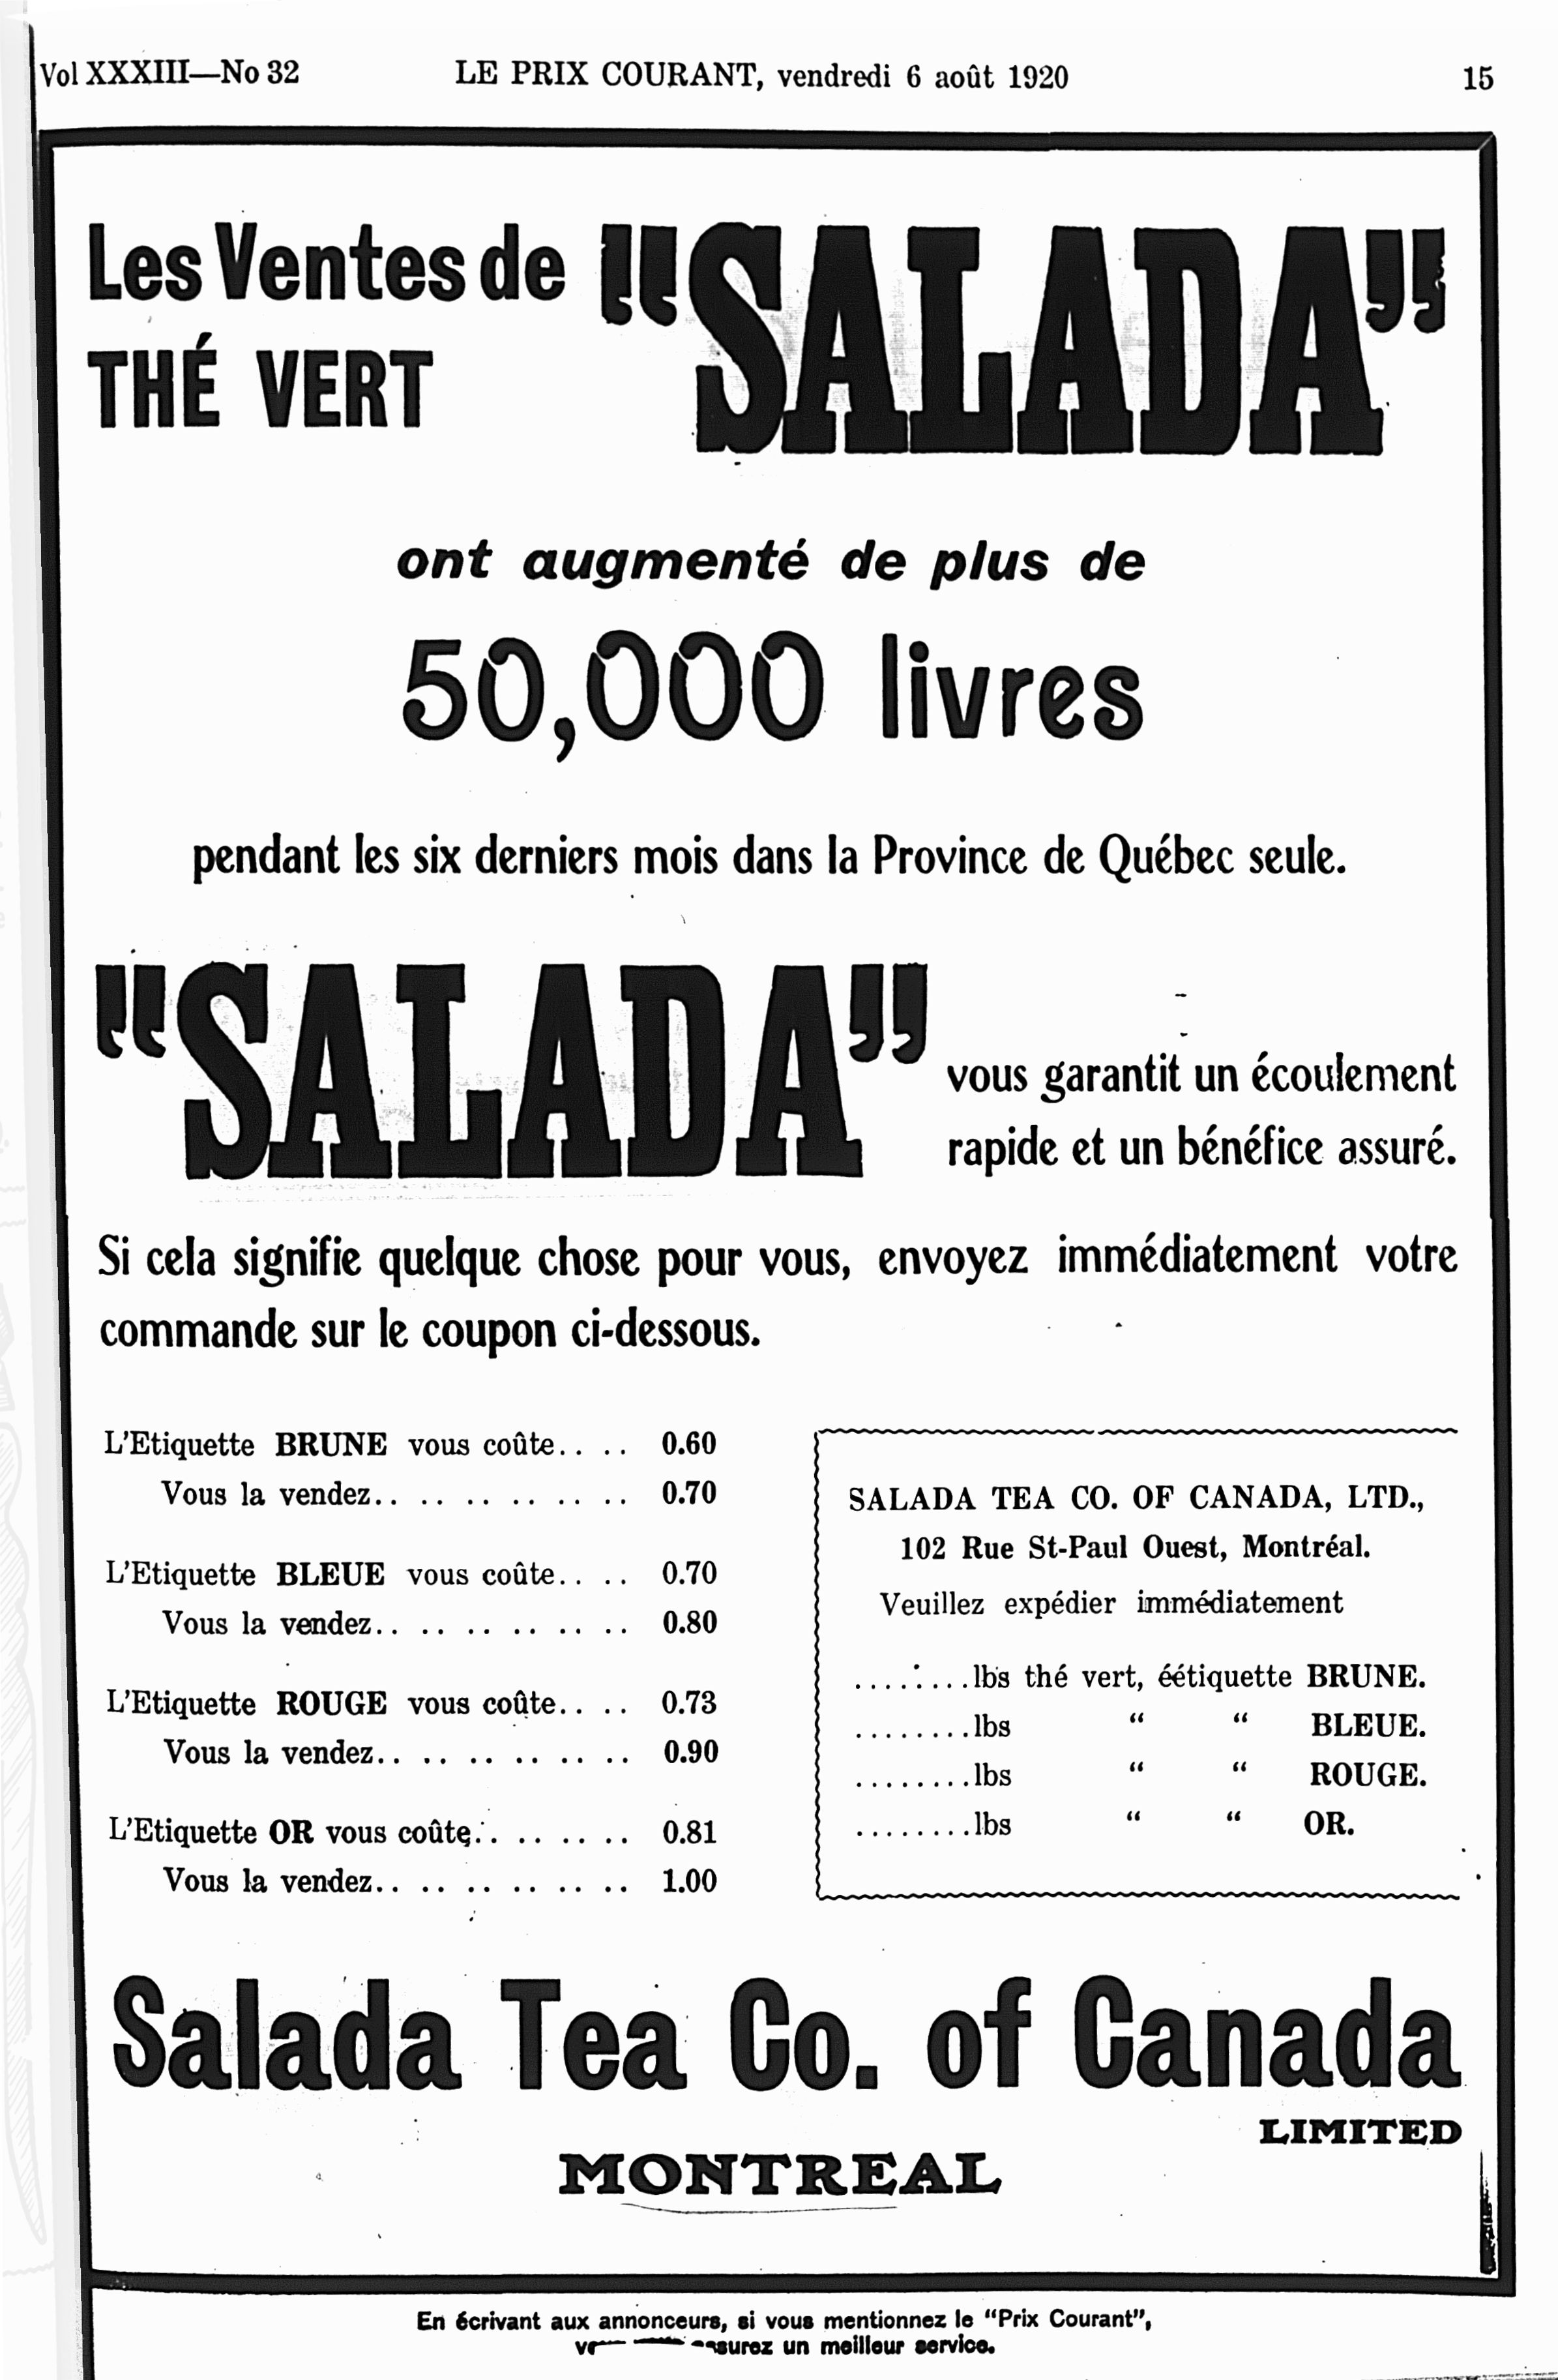 Vol XXXIII—No 32 LE PRIX COURANT, vendredi 6 août 1920 15
Les Ventes de "SALADA"
THÉ VERT
ont augmenté de plus de
50,000 livres
pendant les six derniers mois dans la Province de Québec seule.
"SALADA" vous garantit un écoulement
rapide et un bénéfice assuré.
Si cela signifie quelque chose pour vous, envoyez immédiatement votre
commande sur le coupon ci-dessous.
L'Etiquette BRUNE vous coûte.. .. 0.60
Vous la vendez.. .. .. .. .. .. 0.70
L'Etiquette BLEUE vous coûte.. .. 0.70
Vous la vendez.. .. .. .. .. .. 0.80
L'Etiquette ROUGE vous coûte.. .. 0.73
Vous la vendez.. .. .. .. .. .. 0.90
L'Etiquette OR vous coûte.. .. .. .. 0.81
Vous la vendez.. .. .. .. .. .. 1.00
SALADA TEA CO. OF CANADA, LTD.,
102 Rue St-Paul Ouest, Montréal.
Veuillez expédier immédiatement
........lbs thé vert, éétiquette BRUNE.
........lbs " " BLEUE.
........lbs " " ROUGE.
........lbs " " OR.
Salada Tea Co. of Canada
LIMITED
MONTREAL
En écrivant aux annonceurs, si vous mentionnez le "Prix Courant",
un meilleur service.